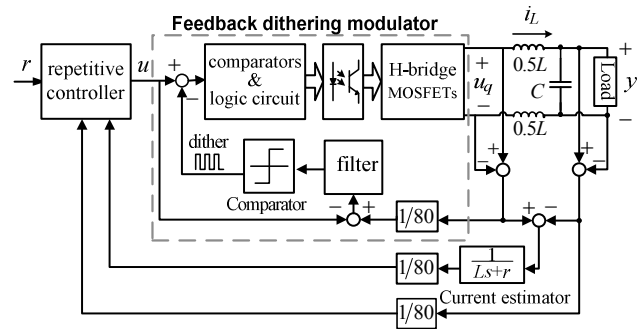 Feedback dithering modulator
r
repetitive
controller
u
+
−
comparators
&
logic circuit
H-bridge
MOSFETs
+
u_q
−
i_L
0.5L
0.5L
C
Load
+
y
−
dither
Comparator
filter
−
+
1/80
−
+
+
−
+
−
1/80
1
Ls+r
Current estimator
1/80